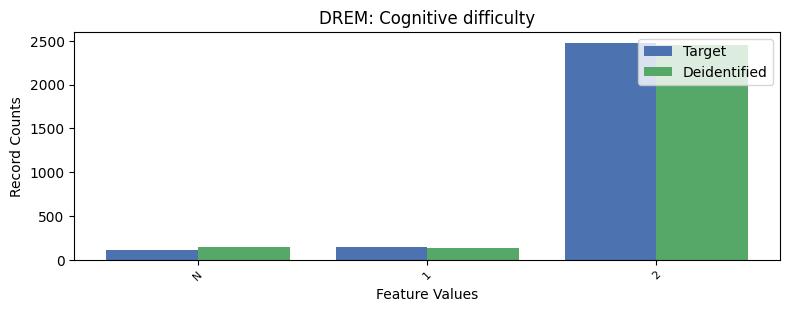 DREM: Cognitive difficulty
Record Counts
2500
2000
1500
1000
500
0
Target
Deidentified
N
1
2
Feature Values